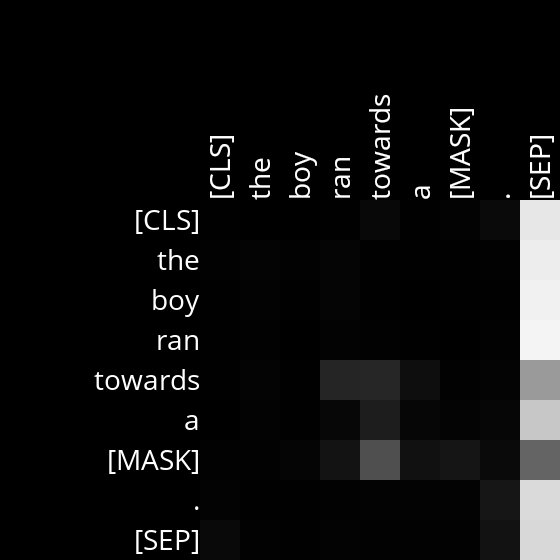 [CLS]
the
boy
ran
towards
a
[MASK]
.
[SEP]
[CLS]
the
boy
ran
towards
a
[MASK]
.
[SEP]